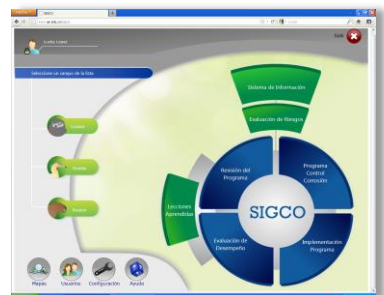 SIGCO
Salir
Seleccione un campo de la lista
Sistema de Información
Evaluación de Riesgos
Revisión del
Programa
Programa
Control
Corrosión
Lecciones
Aprendidas
SIGCO
Evaluación de
Desempeño
Implementación
Programa
Mapas
Usuarios
Configuración
Ayuda